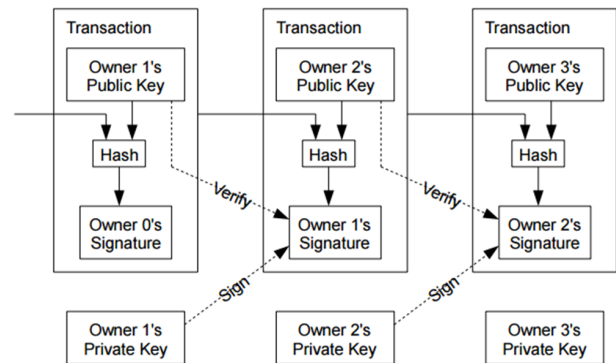 Transaction
Owner 1's
Public Key
Hash
Owner 0's
Signature
Transaction
Owner 2's
Public Key
Hash
Verify
Owner 1's
Signature
Transaction
Owner 3's
Public Key
Hash
Verify
Owner 2's
Signature
Sign
Sign
Owner 1's
Private Key
Owner 2's
Private Key
Owner 3's
Private Key